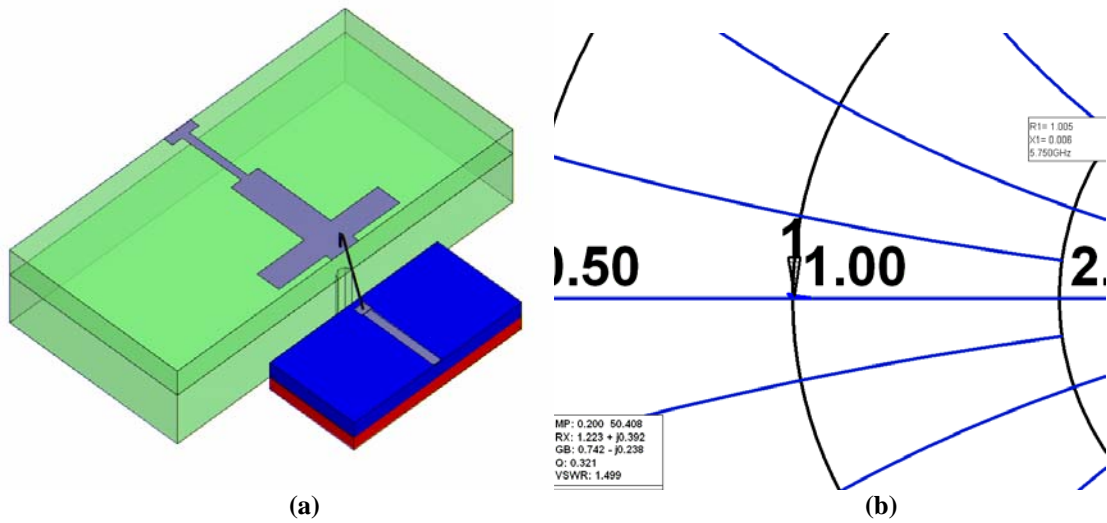 R1= 1.005
X1= 0.006
5.750GHz
1
0.50
1.00
2.
MP: 0.200 50.408
RX: 1.223 + j0.392
GB: 0.742 - j0.238
Q: 0.321
VSWR: 1.499
(a)
(b)